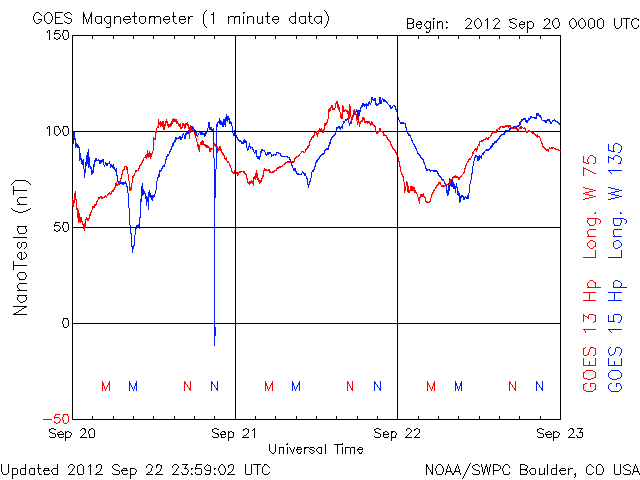 GOES Magnetometer (1 minute data)
Begin: 2012 Sep 20 0000 UTC
150
100
50
0
-50
NanoTesla (nT)
M M N N M M N N M M N N
Sep 20 Sep 21 Sep 22 Sep 23
Universal Time
GOES 13 Hp Long. W 75
GOES 15 Hp Long. W 135
Updated 2012 Sep 22 23:59:02 UTC
NOAA/SWPC Boulder, CO USA